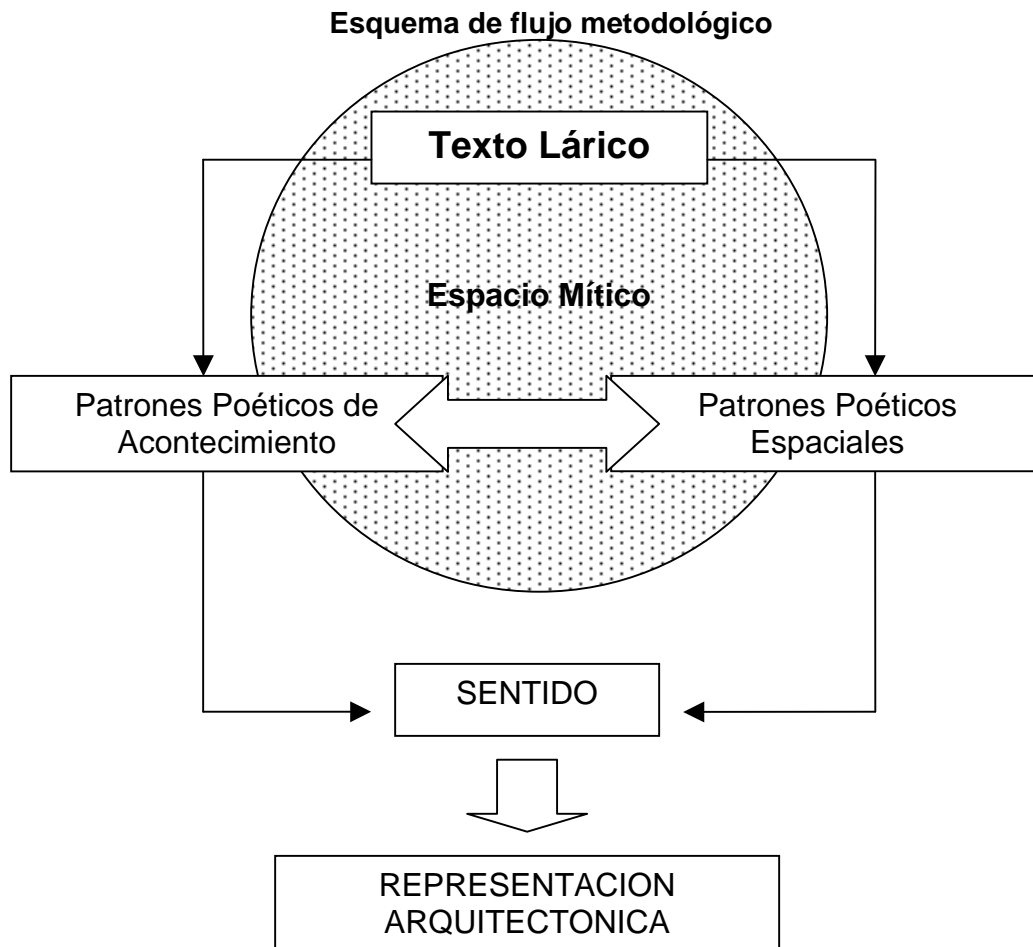 Esquema de flujo metodológico
Texto Lárico
Espacio Mítico
Patrones Poéticos de
Acontecimiento
Patrones Poéticos
Espaciales
SENTIDO
REPRESENTACION
ARQUITECTONICA